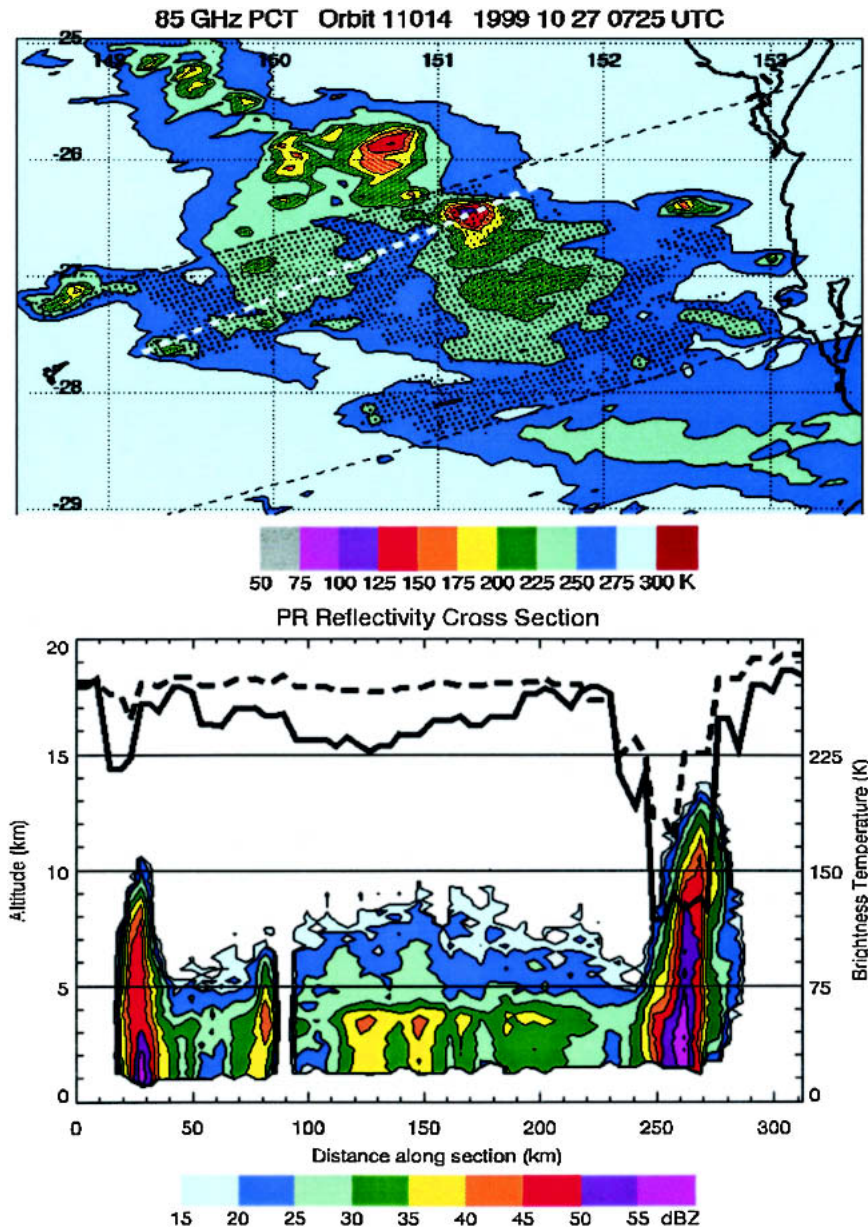 85 GHz PCT Orbit 11014 1999 10 27 0725 UTC
-25
149 150 151 152 153
-26
-27
-28
-29
50 75 100 125 150 175 200 225 250 275 300 K
PR Reflectivity Cross Section
20
15
10
5
0
Altitude (km)
225
150
75
0
Brightness Temperature (K)
0 50 100 150 200 250 300
Distance along section (km)
15 20 25 30 35 40 45 50 55 dBZ